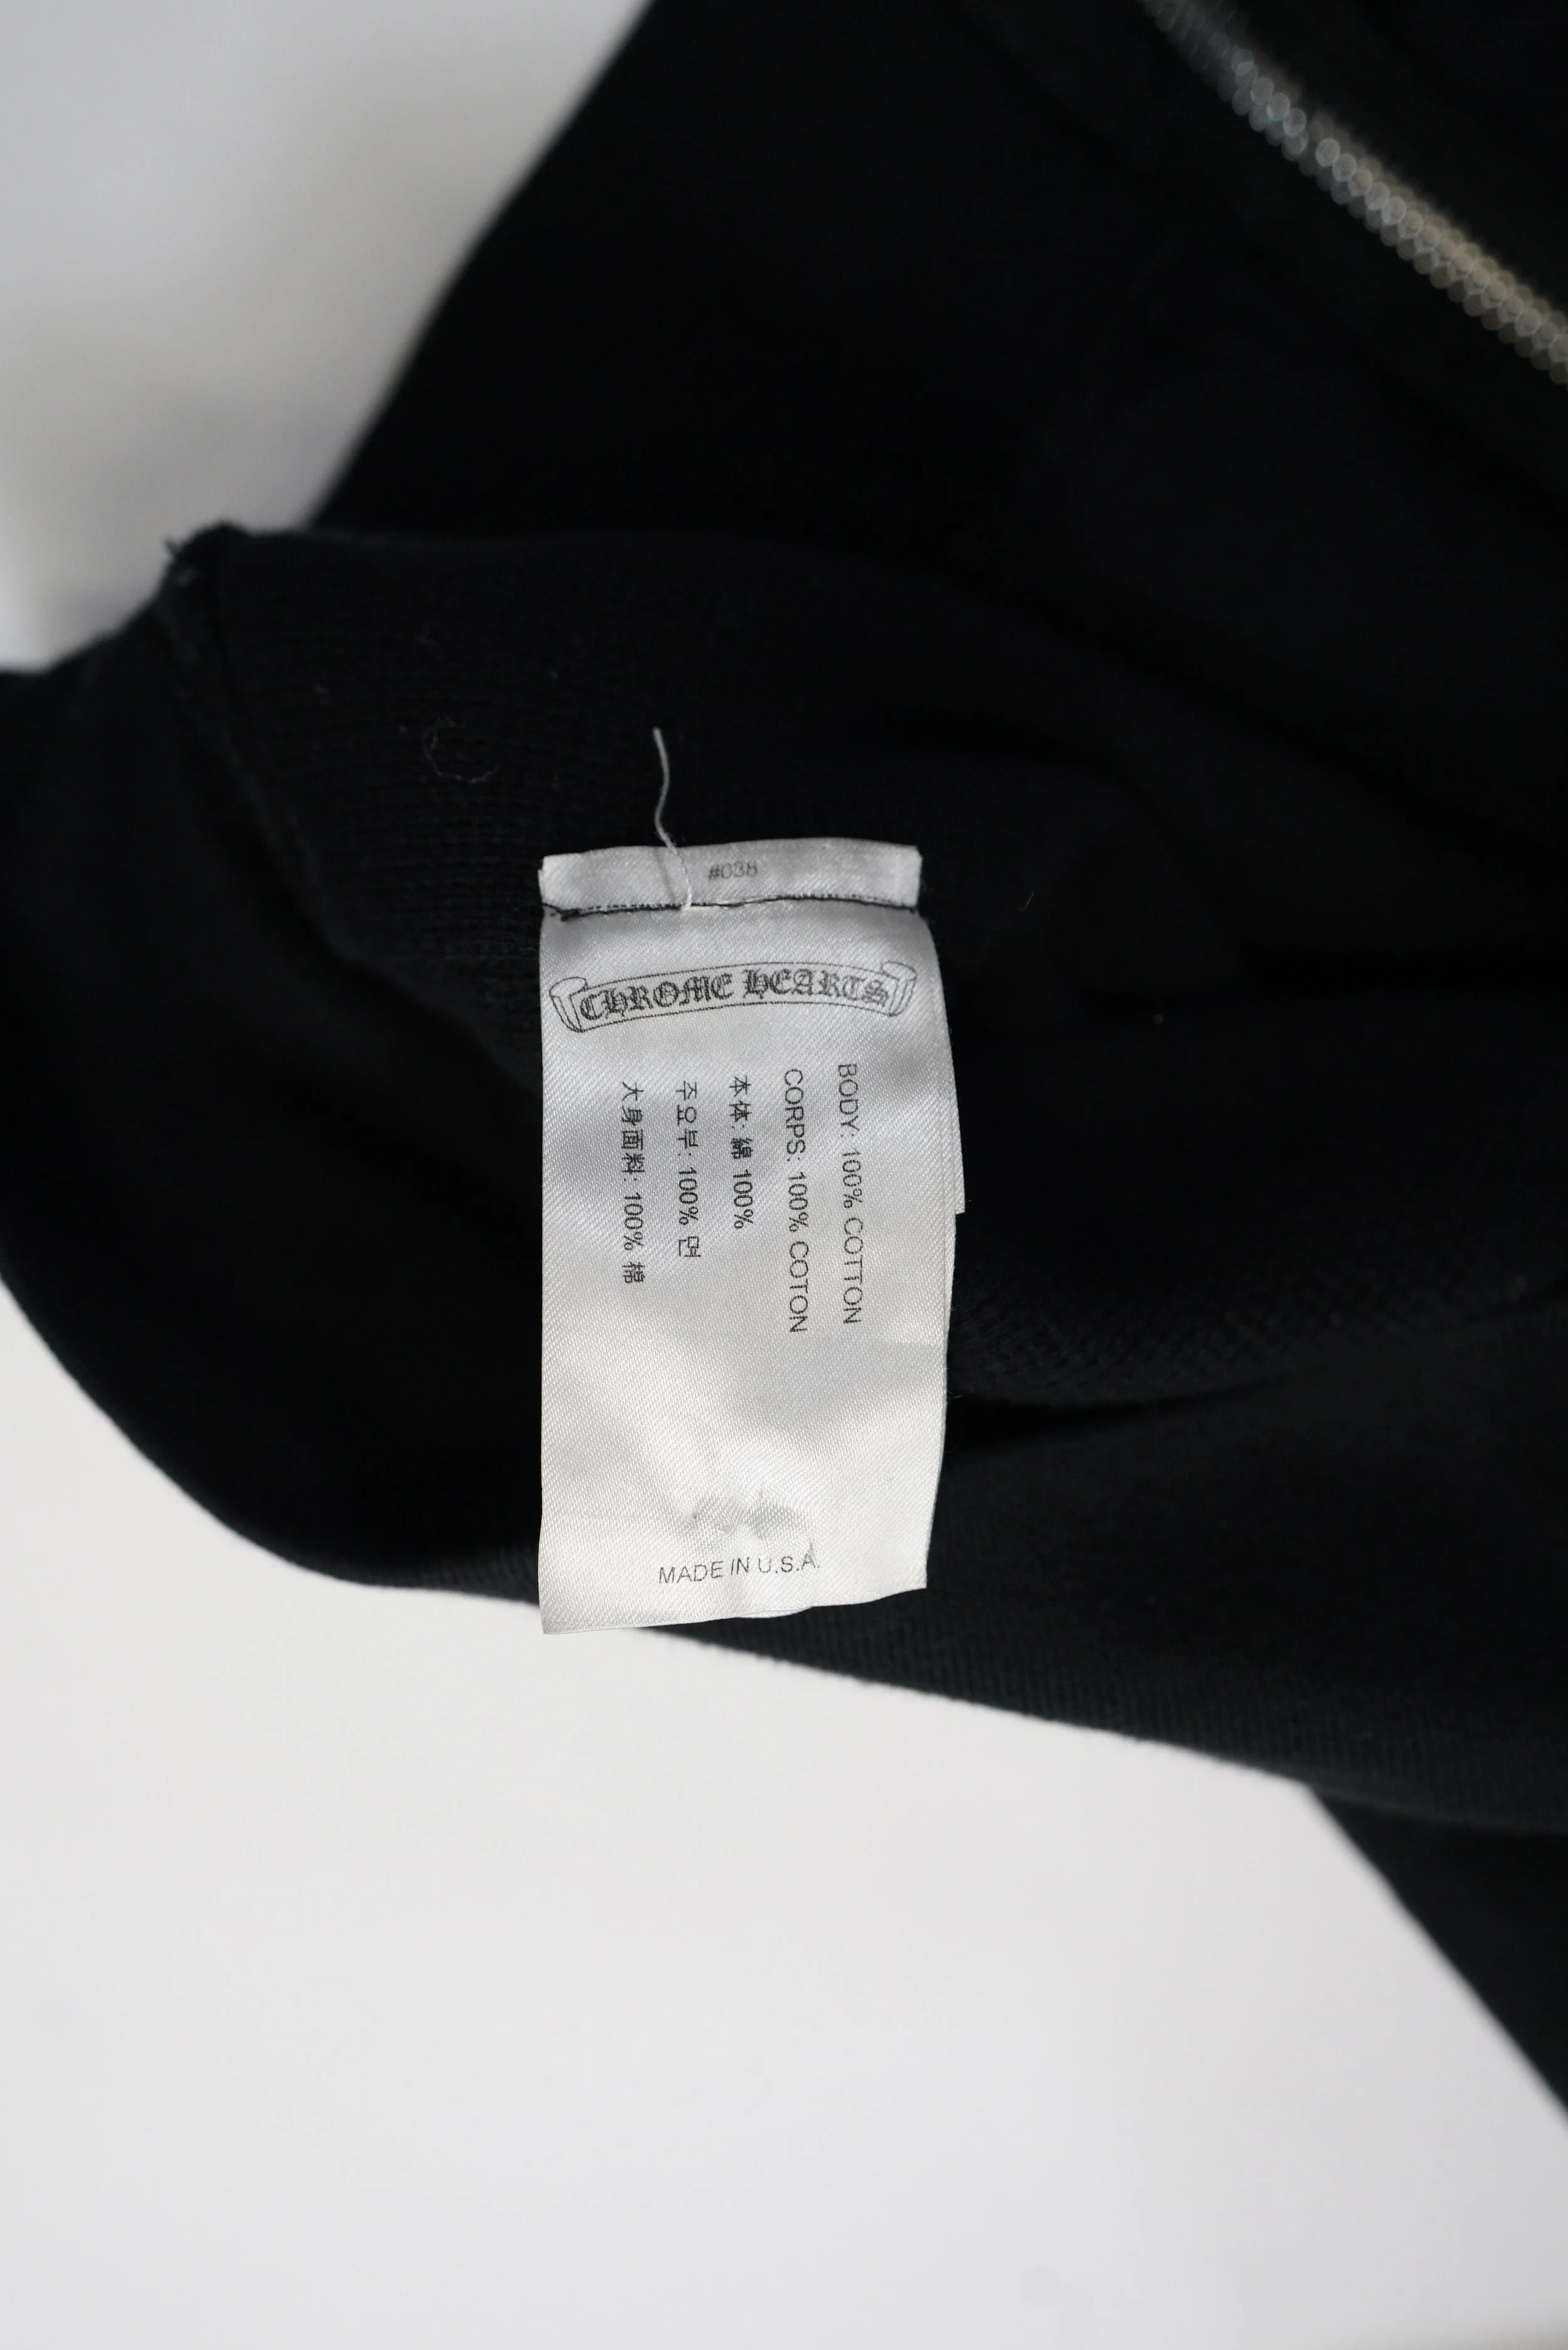 #038
CHROME HEARTS
BODY: 100% COTTON
CORPS: 100% COTON
本体: 綿 100%
주요부: 100% 면
大身面料: 100% 棉
MADE IN U.S.A.